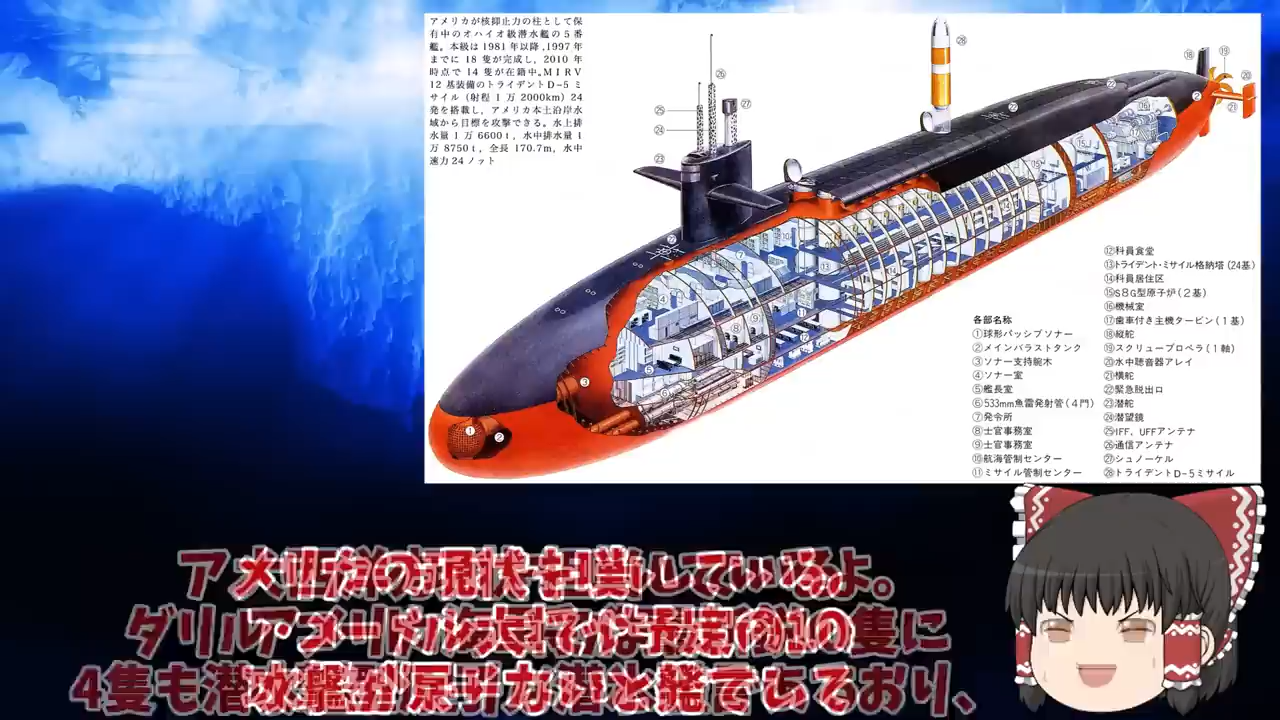 アメリカが核抑止力の柱として保
有中のオハイオ級潜水艦の5番
艦。本級は1981年以降,1997年
までに18隻が完成し,2010年
時点で14隻が在籍中。MIRV
12基装備のトライデントD-5ミ
サイル(射程1万2000km)24
発を搭載し,アメリカ本土沿岸水
域から目標を攻撃できる。水上排
水量1万6600t,水中排水量1
万8750t,全長170.7m,水中
速力24ノット
各部名称
①球形パッシブソナー
②メインバラストタンク
③ソナー支持腕木
④ソナー室
⑤艦長室
⑥533mm魚雷発射管(4門)
⑦発令所
⑧士官事務室
⑨士官事務室
⑩航海管制センター
⑪ミサイル管制センター
⑫科員食堂
⑬トライデント・ミサイル格納塔(24基)
⑭科員居住区
⑮S8G型原子炉(2基)
⑯機械室
⑰歯車付き主機タービン(1基)
⑱縦舵
⑲スクリュープロペラ(1軸)
⑳水中聴音器アレイ
㉑横舵
㉒緊急脱出口
㉓潜舵
㉔潜望鏡
㉕IFF,UFFアンテナ
㉖通信アンテナ
㉗シュノーケル
㉘トライデントD-5ミサイル